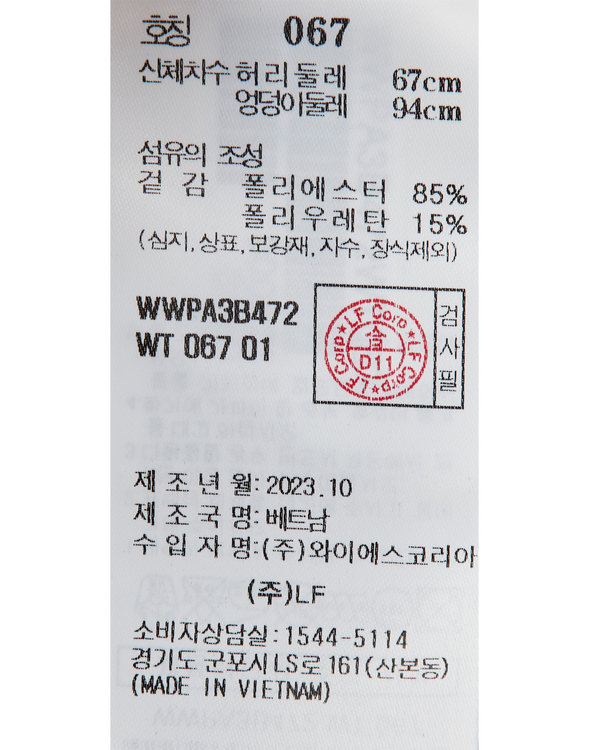 호칭 067
신체치수 허리둘레 67cm
엉덩이둘레 94cm
섬유의 조성
겉 감 폴리에스터 85%
폴리우레탄 15%
(심지, 상표, 보강재, 자수, 장식제외)
WWPA3B472
WT 067 01
LF Corp ★ LF Corp ★ LF Corp ★
合
D11
검사필
제조년월: 2023.10
제조국명: 베트남
수입자명: (주)와이에스코리아
(주)LF
소비자상담실: 1544-5114
경기도 군포시 LS로 161 (산본동)
(MADE IN VIETNAM)